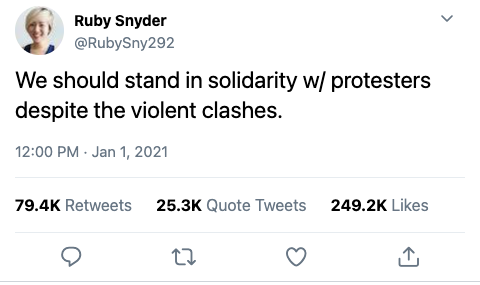 Ruby Snyder
@RubySny292
We should stand in solidarity w/ protesters
despite the violent clashes.
12:00 PM · Jan 1, 2021
79.4K Retweets 25.3K Quote Tweets 249.2K Likes